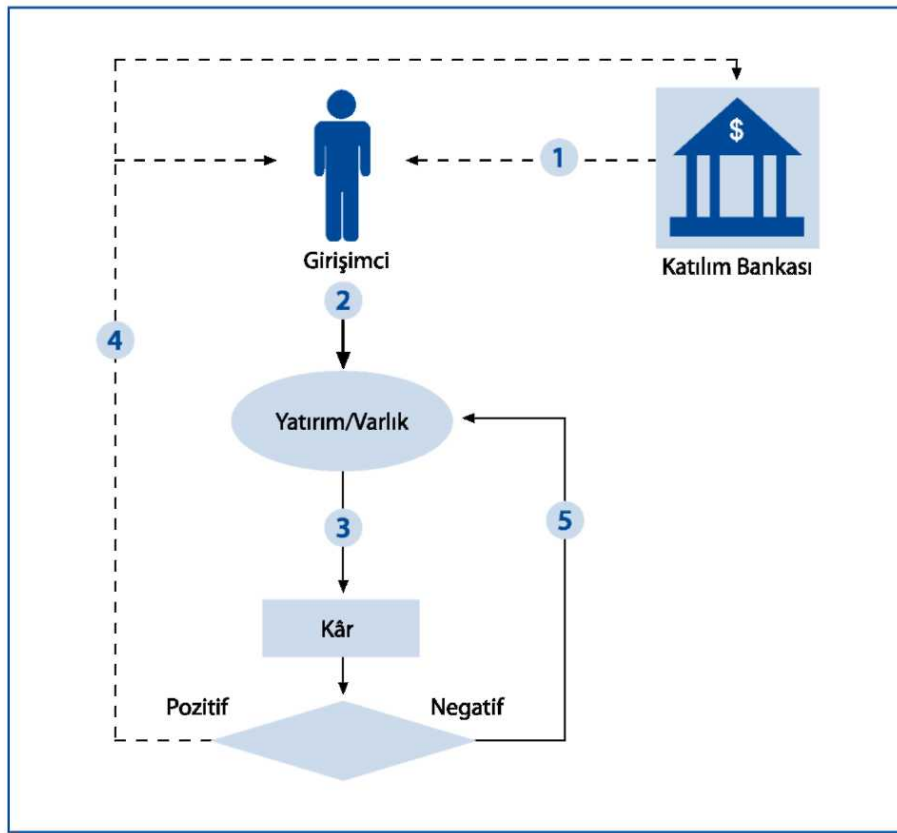 $
1
Girişimci
Katılım Bankası
2
4
Yatırım/Varlık
3
5
Kâr
Pozitif
Negatif